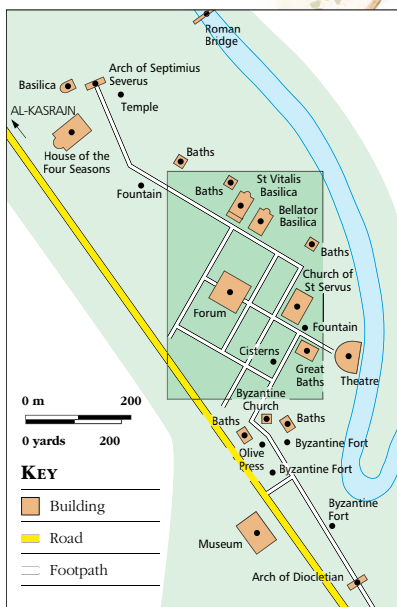 Roman
Bridge
Arch of Septimius
Severus
Basilica
Temple
AL-KASRAIN
House of the
Four Seasons
Baths
Fountain
Baths
St Vitalis
Basilica
Bellator
Basilica
Baths
Church of
St Servus
Forum
Fountain
Cisterns
Great
Baths
Theatre
0 m
200
0 yards
200
Byzantine
Church
Baths
Baths
Olive
Press
Byzantine Fort
Byzantine Fort
KEY
Building
Road
Footpath
Byzantine
Fort
Museum
Arch of Diocletian